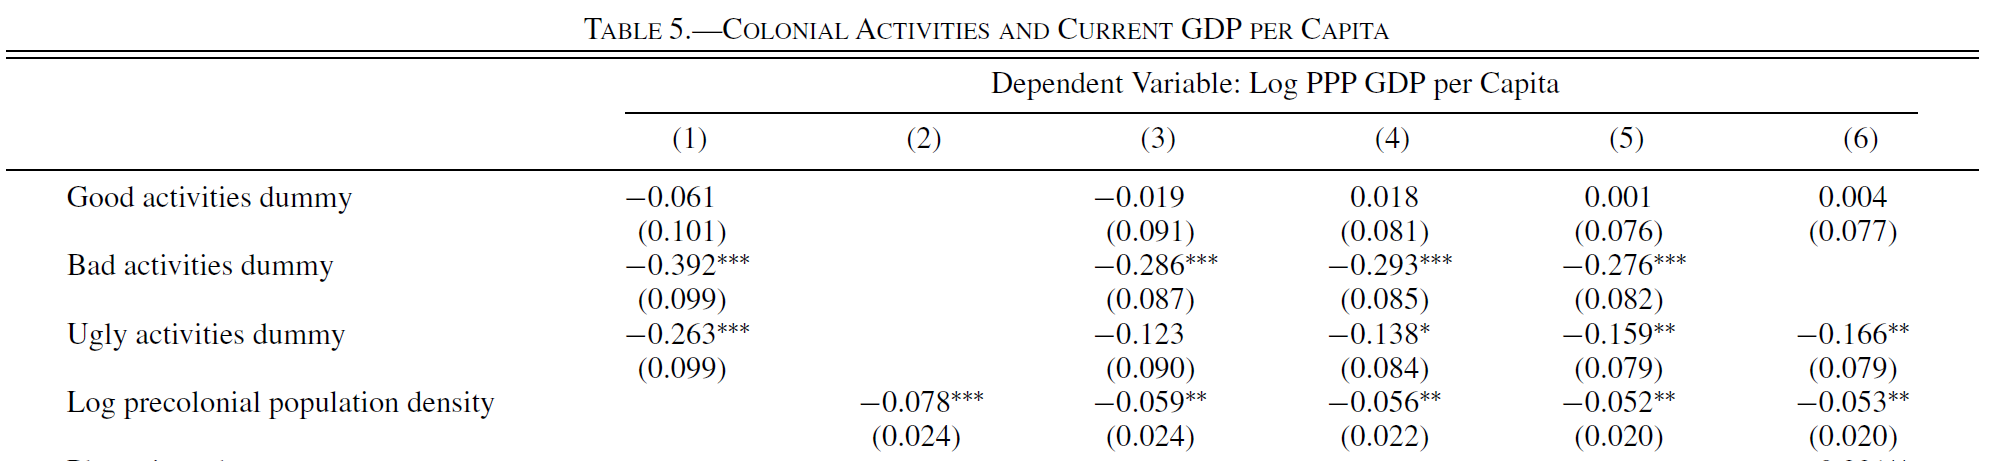 TABLE 5.—COLONIAL ACTIVITIES AND CURRENT GDP PER CAPITA
Dependent Variable: Log PPP GDP per Capita
(1) (2) (3) (4) (5) (6)
Good activities dummy −0.061 −0.019 0.018 0.001 0.004
(0.101) (0.091) (0.081) (0.076) (0.077)
Bad activities dummy −0.392*** −0.286*** −0.293*** −0.276***
(0.099) (0.087) (0.085) (0.082)
Ugly activities dummy −0.263*** −0.123 −0.138* −0.159** −0.166**
(0.099) (0.090) (0.084) (0.079) (0.079)
Log precolonial population density −0.078*** −0.059** −0.056** −0.052** −0.053**
(0.024) (0.024) (0.022) (0.020) (0.020)